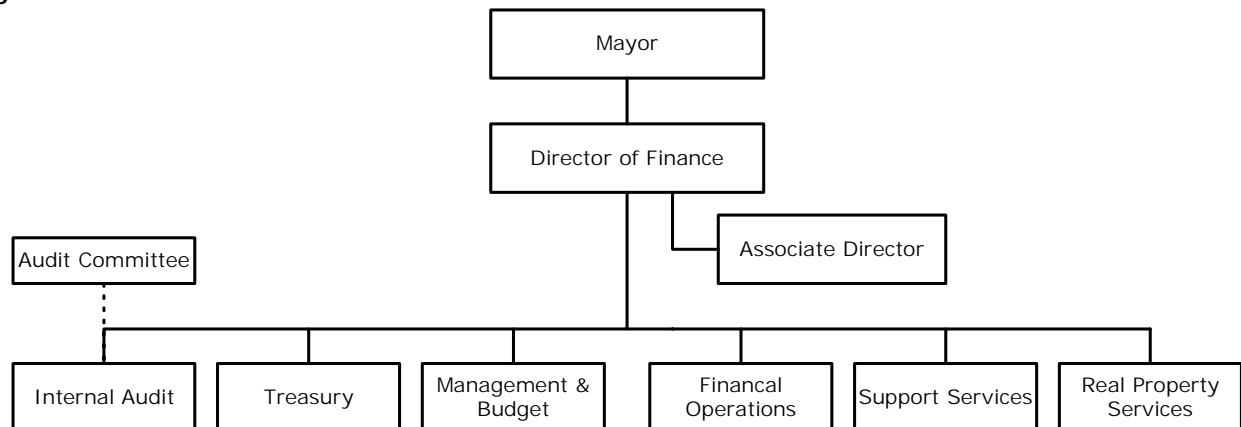 Mayor
Director of Finance
Associate Director
Audit Committee
Internal Audit
Treasury
Management &
Budget
Financal
Operations
Support Services
Real Property
Services